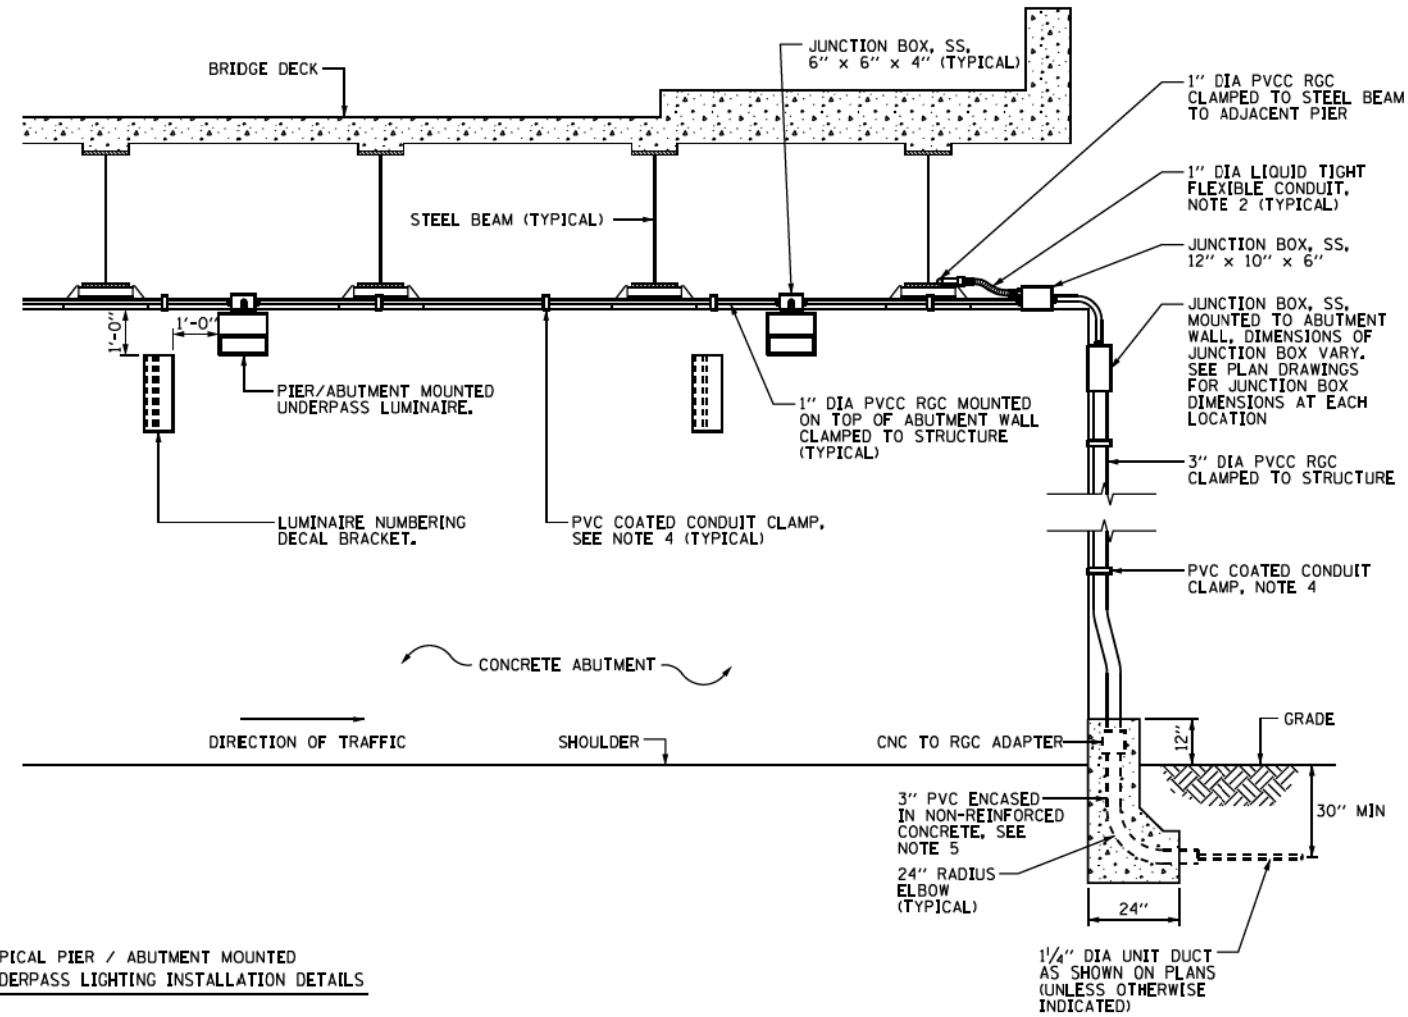 BRIDGE DECK
JUNCTION BOX, SS,
6" x 6" x 4" (TYPICAL)
1" DIA PVCC RGC
CLAMPED TO STEEL BEAM
TO ADJACENT PIER
1" DIA LIQUID TIGHT
FLEXIBLE CONDUIT,
NOTE 2 (TYPICAL)
STEEL BEAM (TYPICAL)
JUNCTION BOX, SS,
12" x 10" x 6"
JUNCTION BOX, SS,
MOUNTED TO ABUTMENT
WALL, DIMENSIONS OF
JUNCTION BOX VARY.
SEE PLAN DRAWINGS
FOR JUNCTION BOX
DIMENSIONS AT EACH
LOCATION
1'-0"
1'-0"
PIER/ABUTMENT MOUNTED
UNDERPASS LUMINAIRE.
1" DIA PVCC RGC MOUNTED
ON TOP OF ABUTMENT WALL
CLAMPED TO STRUCTURE
(TYPICAL)
3" DIA PVCC RGC
CLAMPED TO STRUCTURE
LUMINAIRE NUMBERING
DECAL BRACKET.
PVC COATED CONDUIT CLAMP,
SEE NOTE 4 (TYPICAL)
PVC COATED CONDUIT
CLAMP, NOTE 4
CONCRETE ABUTMENT
DIRECTION OF TRAFFIC
SHOULDER
CNC TO RGC ADAPTER
12"
GRADE
3" PVC ENCASED
IN NON-REINFORCED
CONCRETE, SEE
NOTE 5
30" MIN
24" RADIUS
ELBOW
(TYPICAL)
24"
1 1/4" DIA UNIT DUCT
AS SHOWN ON PLANS
(UNLESS OTHERWISE
INDICATED)
PICAL PIER / ABUTMENT MOUNTED
DERPASS LIGHTING INSTALLATION DETAILS